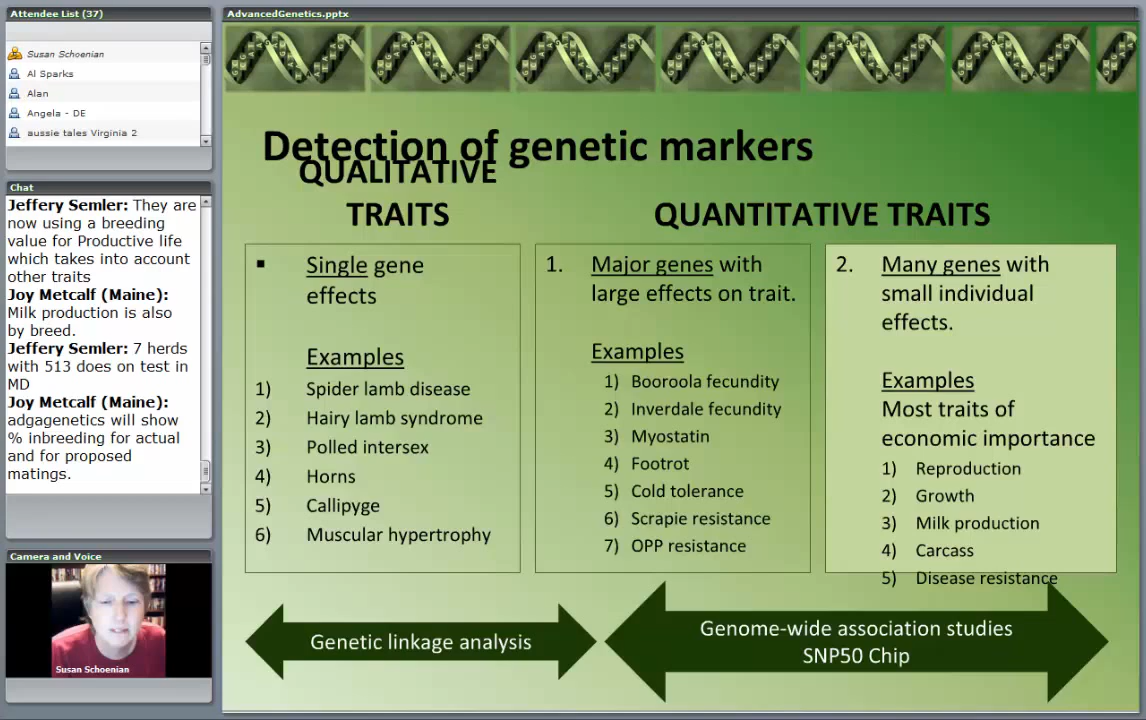 Attendee List (37)
Susan Schoenian
Al Sparks
Alan
Angela - DE
aussie tales Virginia 2
Chat
Jeffery Semler: They are
now using a breeding
value for Productive life
which takes into account
other traits
Joy Metcalf (Maine):
Milk production is also
by breed.
Jeffery Semler: 7 herds
with 513 does on test in
MD
Joy Metcalf (Maine):
adgagenetics will show
% inbreeding for actual
and for proposed
matings.
Camera and Voice
Susan Schoenian
AdvancedGenetics.pptx
Detection of genetic markers
QUALITATIVE
TRAITS
▪ Single gene
effects
Examples
1) Spider lamb disease
2) Hairy lamb syndrome
3) Polled intersex
4) Horns
5) Callipyge
6) Muscular hypertrophy
QUANTITATIVE TRAITS
1. Major genes with
large effects on trait.
Examples
1) Booroola fecundity
2) Inverdale fecundity
3) Myostatin
4) Footrot
5) Cold tolerance
6) Scrapie resistance
7) OPP resistance
2. Many genes with
small individual
effects.
Examples
Most traits of
economic importance
1) Reproduction
2) Growth
3) Milk production
4) Carcass
5) Disease resistance
Genetic linkage analysis
Genome-wide association studies
SNP50 Chip